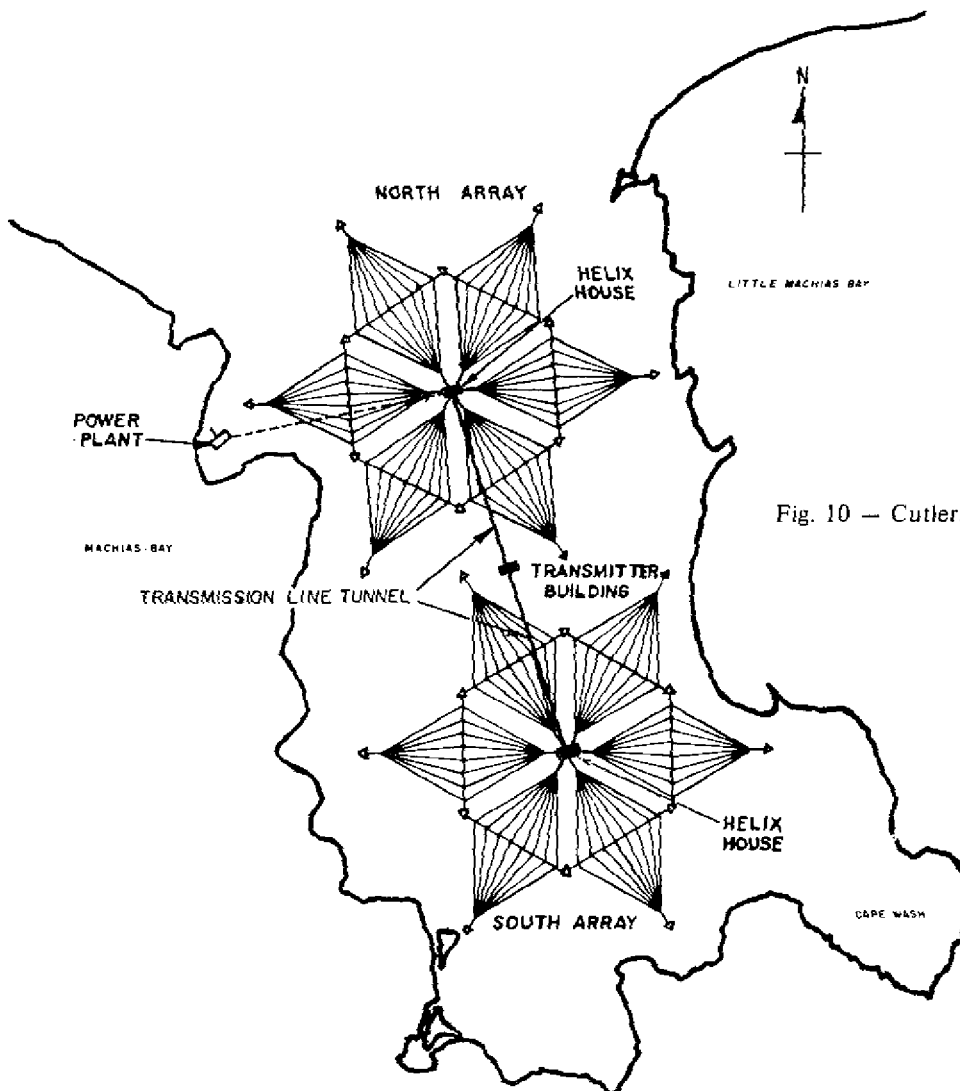 N
NORTH ARRAY
HELIX
HOUSE
LITTLE MACHIAS BAY
POWER
PLANT
Fig. 10 — Cutler
MACHIAS BAY
TRANSMISSION LINE TUNNEL
TRANSMITTER
BUILDING
HELIX
HOUSE
CAPE WASH
SOUTH ARRAY